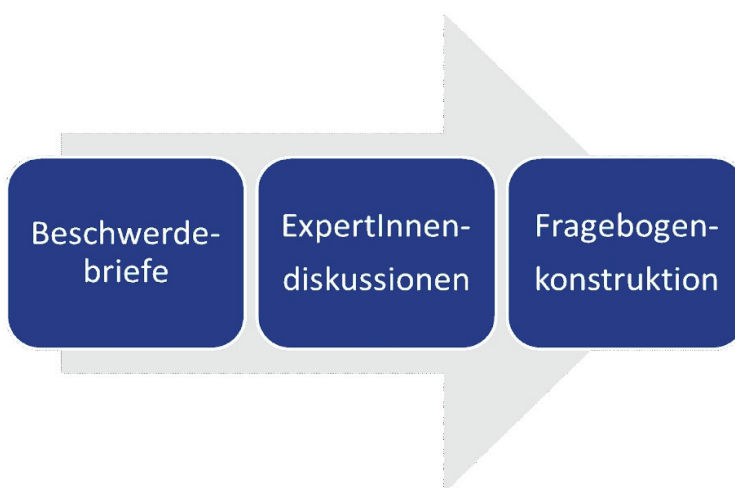 Beschwerde-
briefe
ExpertInnen-
diskussionen
Fragebogen-
konstruktion